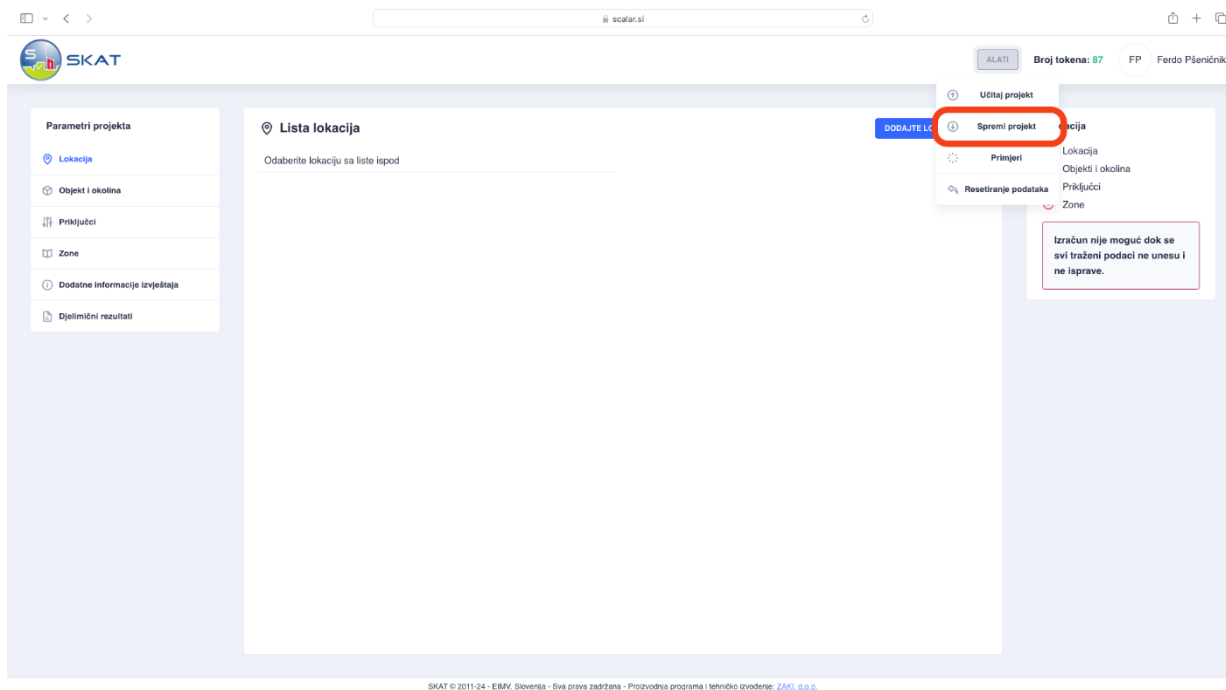 scalar.si
SKAT
ALATI
Broj tokena: 87
FP
Ferdo Pšeničnik
Učitaj projekt
Spremi projekt
Primjeri
Resetiranje podataka
Parametri projekta
Lokacija
Objekt i okolina
Priključci
Zone
Dodatne informacije izvještaja
Djelimični rezultati
Lista lokacija
DODAJTE LO
Odaberite lokaciju sa liste ispod
acija
Lokacija
Objekti i okolina
Priključci
Zone
Izračun nije moguć dok se
svi traženi podaci ne unesu i
ne isprave.
SKAT © 2011-24 - EIMV, Slovenija - Sva prava zadržana - Proizvodnja programa i tehničko izvođenje: ZAKI, d.o.o.